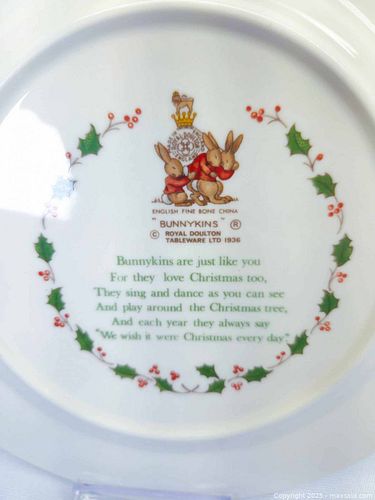 ENGLISH FINE BONE CHINA
"BUNNYKINS" ®
© ROYAL DOULTON
TABLEWARE LTD 1936
Bunnykins are just like you
For they love Christmas too,
They sing and dance as you can see
And play around the Christmas tree,
And each year they always say
"We wish it were Christmas every day."
Copyright 2025 - maxsold.com